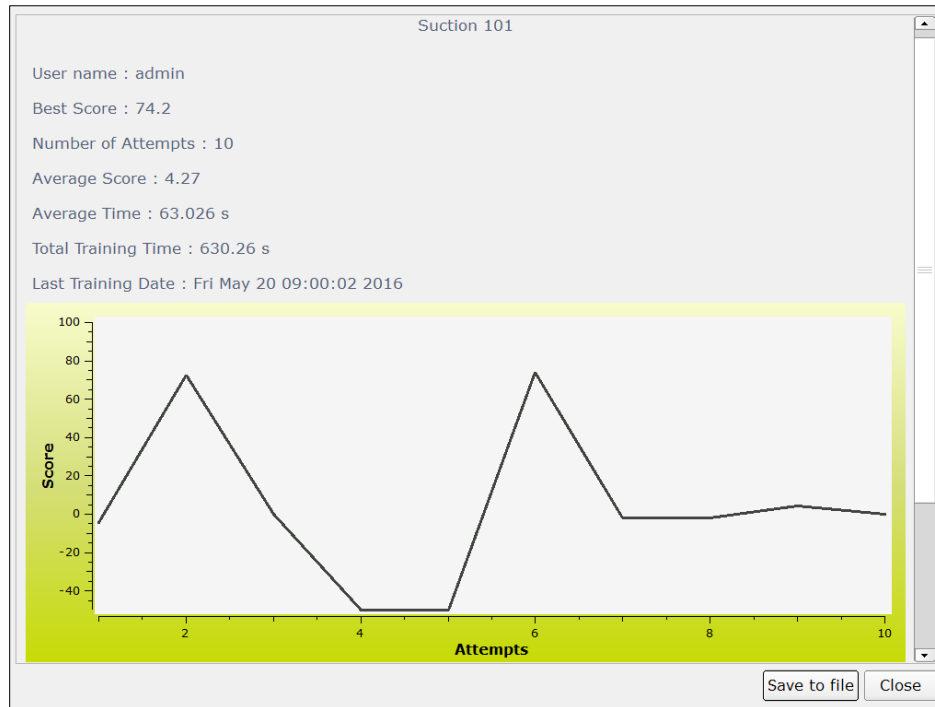 Suction 101
User name : admin
Best Score : 74.2
Number of Attempts : 10
Average Score : 4.27
Average Time : 63.026 s
Total Training Time : 630.26 s
Last Training Date : Fri May 20 09:00:02 2016
100
80
60
40
20
0
-20
-40
Score
2 4 6 8 10
Attempts
Save to file Close